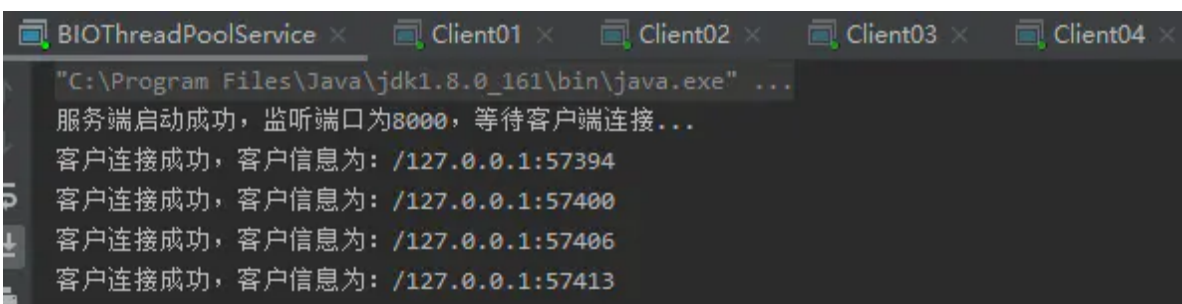 BIOThreadPoolService × Client01 × Client02 × Client03 × Client04 ×
"C:\Program Files\Java\jdk1.8.0_161\bin\java.exe" ...
服务端启动成功，监听端口为8000，等待客户端连接...
客户连接成功，客户信息为：/127.0.0.1:57394
客户连接成功，客户信息为：/127.0.0.1:57400
客户连接成功，客户信息为：/127.0.0.1:57406
客户连接成功，客户信息为：/127.0.0.1:57413